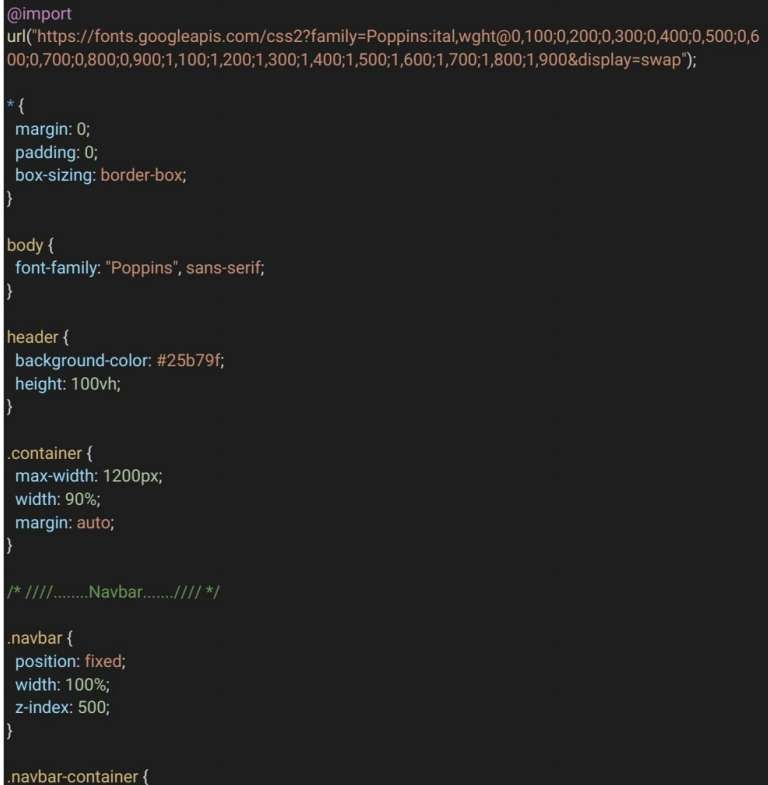 @import
url("https://fonts.googleapis.com/css2?family=Poppins:ital,wght@0,100;0,200;0,300;0,400;0,500;0,6
00;0,700;0,800;0,900;1,100;1,200;1,300;1,400;1,500;1,600;1,700;1,800;1,900&display=swap");
* {
margin: 0;
padding: 0;
box-sizing: border-box;
}
body {
font-family: "Poppins", sans-serif;
}
header {
background-color: #25b79f;
height: 100vh;
}
.container {
max-width: 1200px;
width: 90%;
margin: auto;
}
/* ////........Navbar.......//// */
.navbar {
position: fixed;
width: 100%;
z-index: 500;
}
.navbar-container {